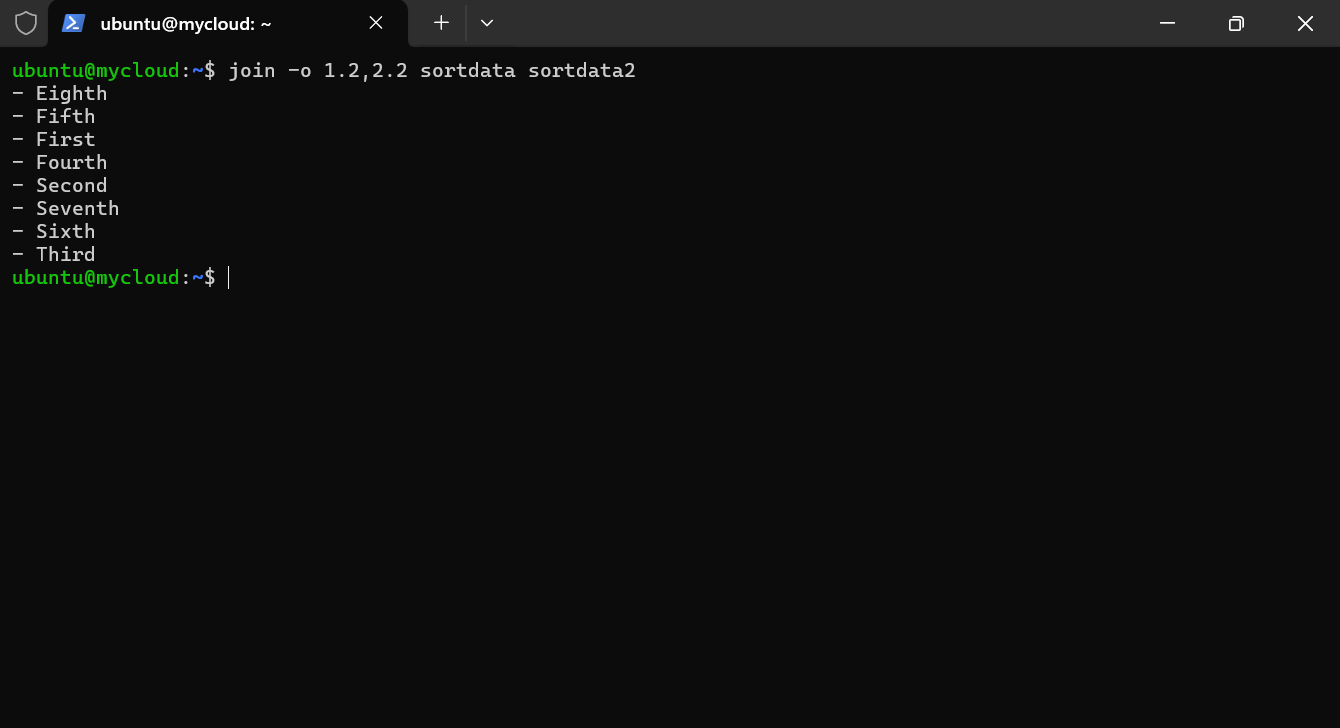 ubuntu@mycloud: ~
ubuntu@mycloud:~$ join -o 1.2,2.2 sortdata sortdata2
- Eighth
- Fifth
- First
- Fourth
- Second
- Seventh
- Sixth
- Third
ubuntu@mycloud:~$